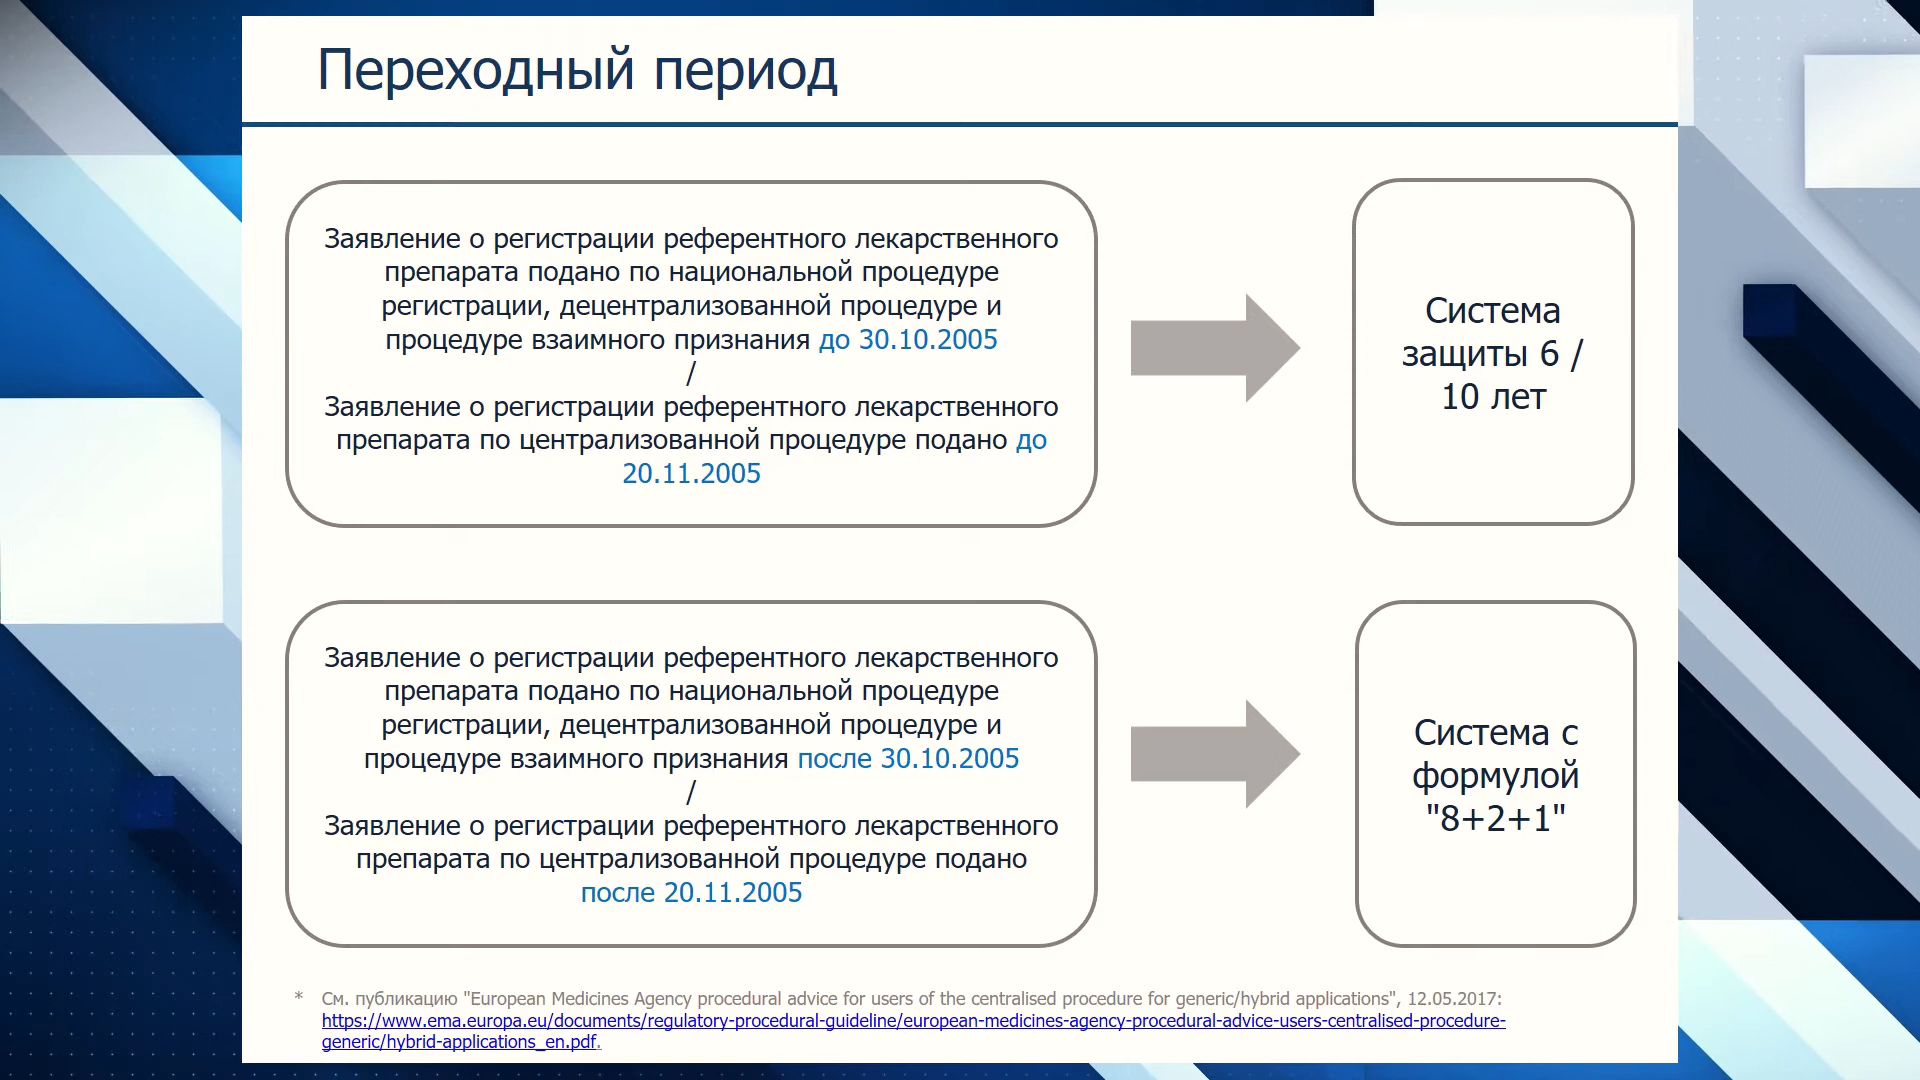 Переходный период
Заявление о регистрации референтного лекарственного
препарата подано по национальной процедуре
регистрации, децентрализованной процедуре и
процедуре взаимного признания до 30.10.2005
/
Заявление о регистрации референтного лекарственного
препарата по централизованной процедуре подано до
20.11.2005
Система
защиты 6 /
10 лет
Заявление о регистрации референтного лекарственного
препарата подано по национальной процедуре
регистрации, децентрализованной процедуре и
процедуре взаимного признания после 30.10.2005
/
Заявление о регистрации референтного лекарственного
препарата по централизованной процедуре подано
после 20.11.2005
Система с
формулой
"8+2+1"
* См. публикацию "European Medicines Agency procedural advice for users of the centralised procedure for generic/hybrid applications", 12.05.2017:
https://www.ema.europa.eu/documents/regulatory-procedural-guideline/european-medicines-agency-procedural-advice-users-centralised-procedure-
generic/hybrid-applications_en.pdf.